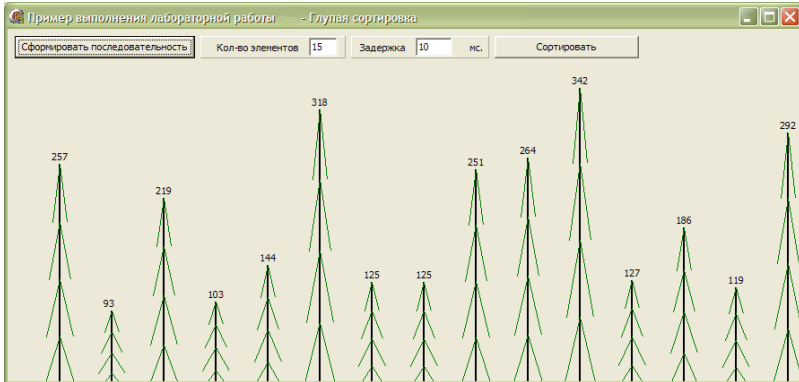 Пример выполнения лабораторной работы - Глупая сортировка
Сформировать последовательность Кол-во элементов 15 Задержка 10 мс. Сортировать
257 93 219 103 144 318 125 125 251 264 342 127 186 119 292